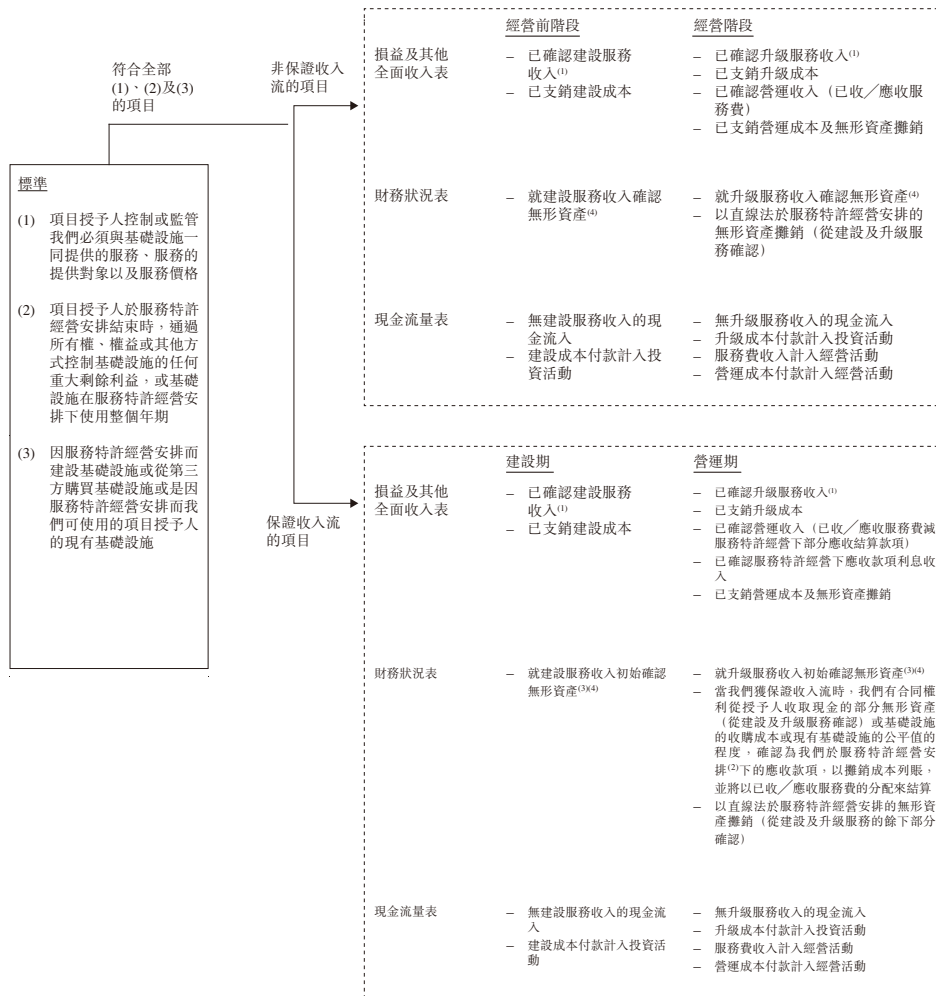 符合全部
(1)、(2)及(3)
的項目
非保證收入
流的項目
標準
(1) 項目授予人控制或監管
我們必須與基礎設施一
同提供的服務、服務的
提供對象以及服務價格
(2) 項目授予人於服務特許
經營安排結束時，通過
所有權、權益或其他方
式控制基礎設施的任何
重大剩餘利益，或基礎
設施在服務特許經營安
排下使用整個年期
(3) 因服務特許經營安排而
建設基礎設施或從第三
方購買基礎設施或是因
服務特許經營安排而我
們可使用的項目授予人
的現有基礎設施
保證收入流
的項目
經營前階段
經營階段
損益及其他
全面收入表
– 已確認建設服務
收入(1)
– 已支銷建設成本
– 已確認升級服務收入(1)
– 已支銷升級成本
– 已確認營運收入（已收╱應收服
務費）
– 已支銷營運成本及無形資產攤銷
財務狀況表
– 就建設服務收入確認
無形資產(4)
– 就升級服務收入確認無形資產(4)
– 以直線法於服務特許經營安排的
無形資產攤銷（從建設及升級服
務確認）
現金流量表
– 無建設服務收入的現
金流入
– 建設成本付款計入投
資活動
– 無升級服務收入的現金流入
– 升級成本付款計入投資活動
– 服務費收入計入經營活動
– 營運成本付款計入經營活動
建設期
營運期
損益及其他
全面收入表
– 已確認建設服務
收入(1)
– 已支銷建設成本
– 已確認升級服務收入(1)
– 已支銷升級成本
– 已確認營運收入（已收╱應收服務費減
服務特許經營下部分應收結算款項）
– 已確認服務特許經營下應收款項利息收
入
– 已支銷營運成本及無形資產攤銷
財務狀況表
– 就建設服務收入初始確認
無形資產(3)(4)
– 就升級服務收入初始確認無形資產(3)(4)
– 當我們獲保證收入流時，我們有合同權
利從授予人收取現金的部分無形資產
（從建設及升級服務確認）或基礎設施
的收購成本或現有基礎設施的公平值的
程度，確認為我們於服務特許經營安
排(2)下的應收款項，以攤銷成本列賬，
並將以已收╱應收服務費的分配來結算
– 以直線法於服務特許經營安排的無形資
產攤銷（從建設及升級服務的餘下部分
確認）
現金流量表
– 無建設服務收入的現金流
入
– 建設成本付款計入投資活
動
– 無升級服務收入的現金流入
– 升級成本付款計入投資活動
– 服務費收入計入經營活動
– 營運成本付款計入經營活動